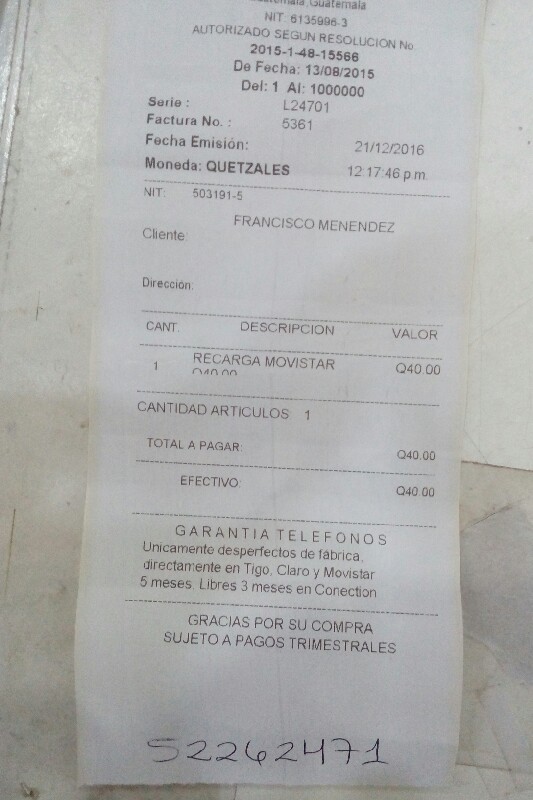 Guatemala
NIT: 6135996-3
AUTORIZADO SEGUN RESOLUCION No.
2015-1-48-15566
De Fecha: 13/08/2015
Del: 1 Al: 1000000
Serie : L24701
Factura No. : 5361
Fecha Emisión: 21/12/2016
Moneda: QUETZALES 12:17:46 p.m.
NIT: 503191-5
FRANCISCO MENENDEZ
Cliente:
Dirección:
CANT. DESCRIPCION VALOR
1 RECARGA MOVISTAR Q40.00
Q40.00
CANTIDAD ARTICULOS: 1
TOTAL A PAGAR: Q40.00
EFECTIVO: Q40.00
GARANTIA TELEFONOS
Unicamente desperfectos de fábrica,
directamente en Tigo, Claro y Movistar
5 meses. Libres 3 meses en Conection
GRACIAS POR SU COMPRA
SUJETO A PAGOS TRIMESTRALES
52262471